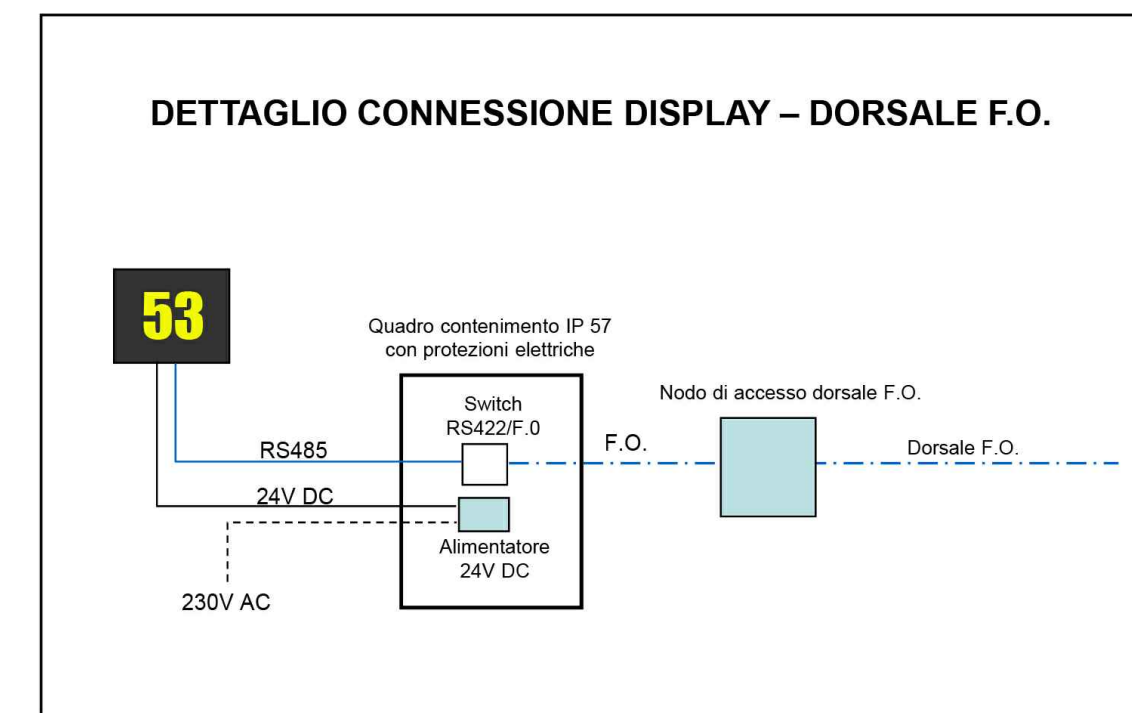 DETTAGLIO CONNESSIONE DISPLAY – DORSALE F.O.
53
Quadro contenimento IP 57
con protezioni elettriche
Nodo di accesso dorsale F.O.
Switch
RS422/F.0
RS485
F.O.
Dorsale F.O.
24V DC
Alimentatore
24V DC
230V AC